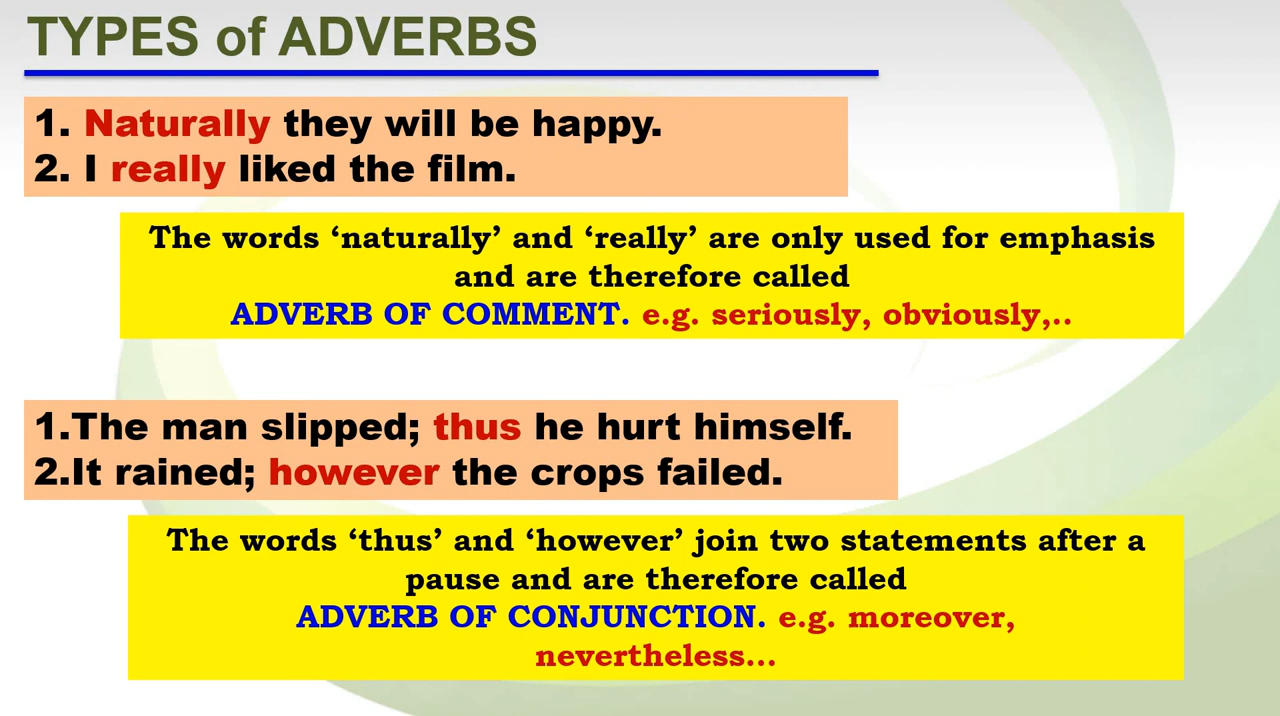 TYPES of ADVERBS
1. Naturally they will be happy.
2. I really liked the film.
The words ‘naturally’ and ‘really’ are only used for emphasis
and are therefore called
ADVERB OF COMMENT. e.g. seriously, obviously,..
1.The man slipped; thus he hurt himself.
2.It rained; however the crops failed.
The words ‘thus’ and ‘however’ join two statements after a
pause and are therefore called
ADVERB OF CONJUNCTION. e.g. moreover,
nevertheless...